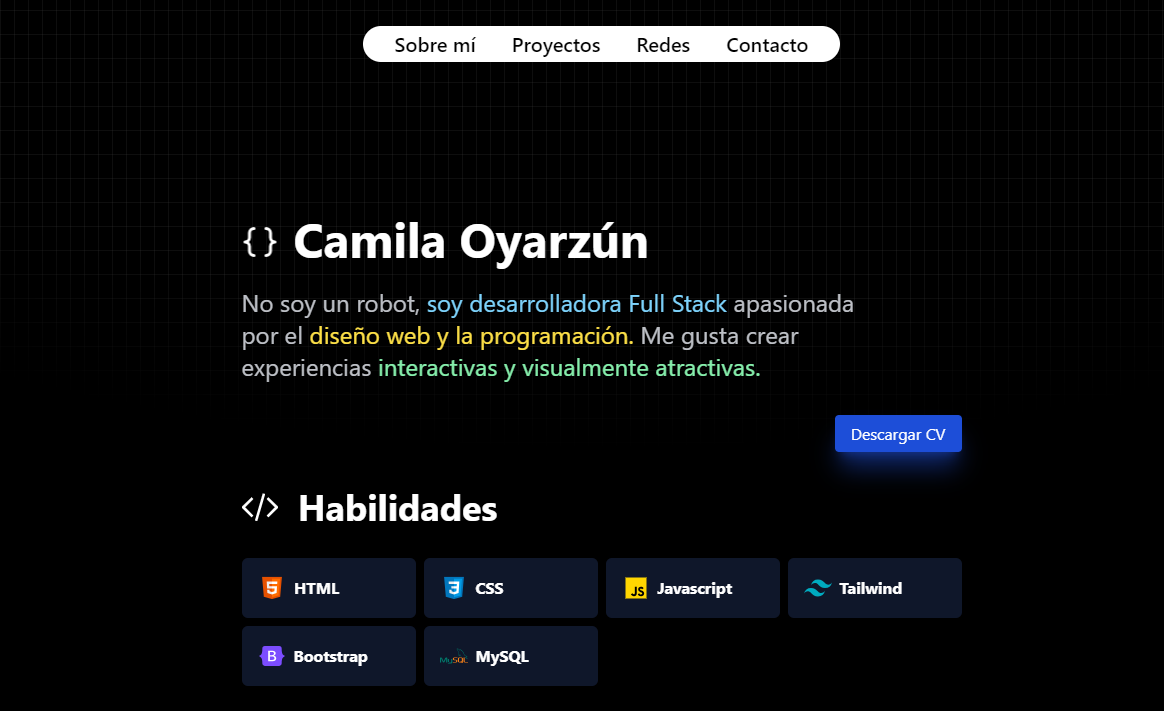 Sobre mí Proyectos Redes Contacto
{ } Camila Oyarzún
No soy un robot, soy desarrolladora Full Stack apasionada
por el diseño web y la programación. Me gusta crear
experiencias interactivas y visualmente atractivas.
Descargar CV
</> Habilidades
5 HTML 3 CSS JS Javascript Tailwind
B Bootstrap MySQL MySQL